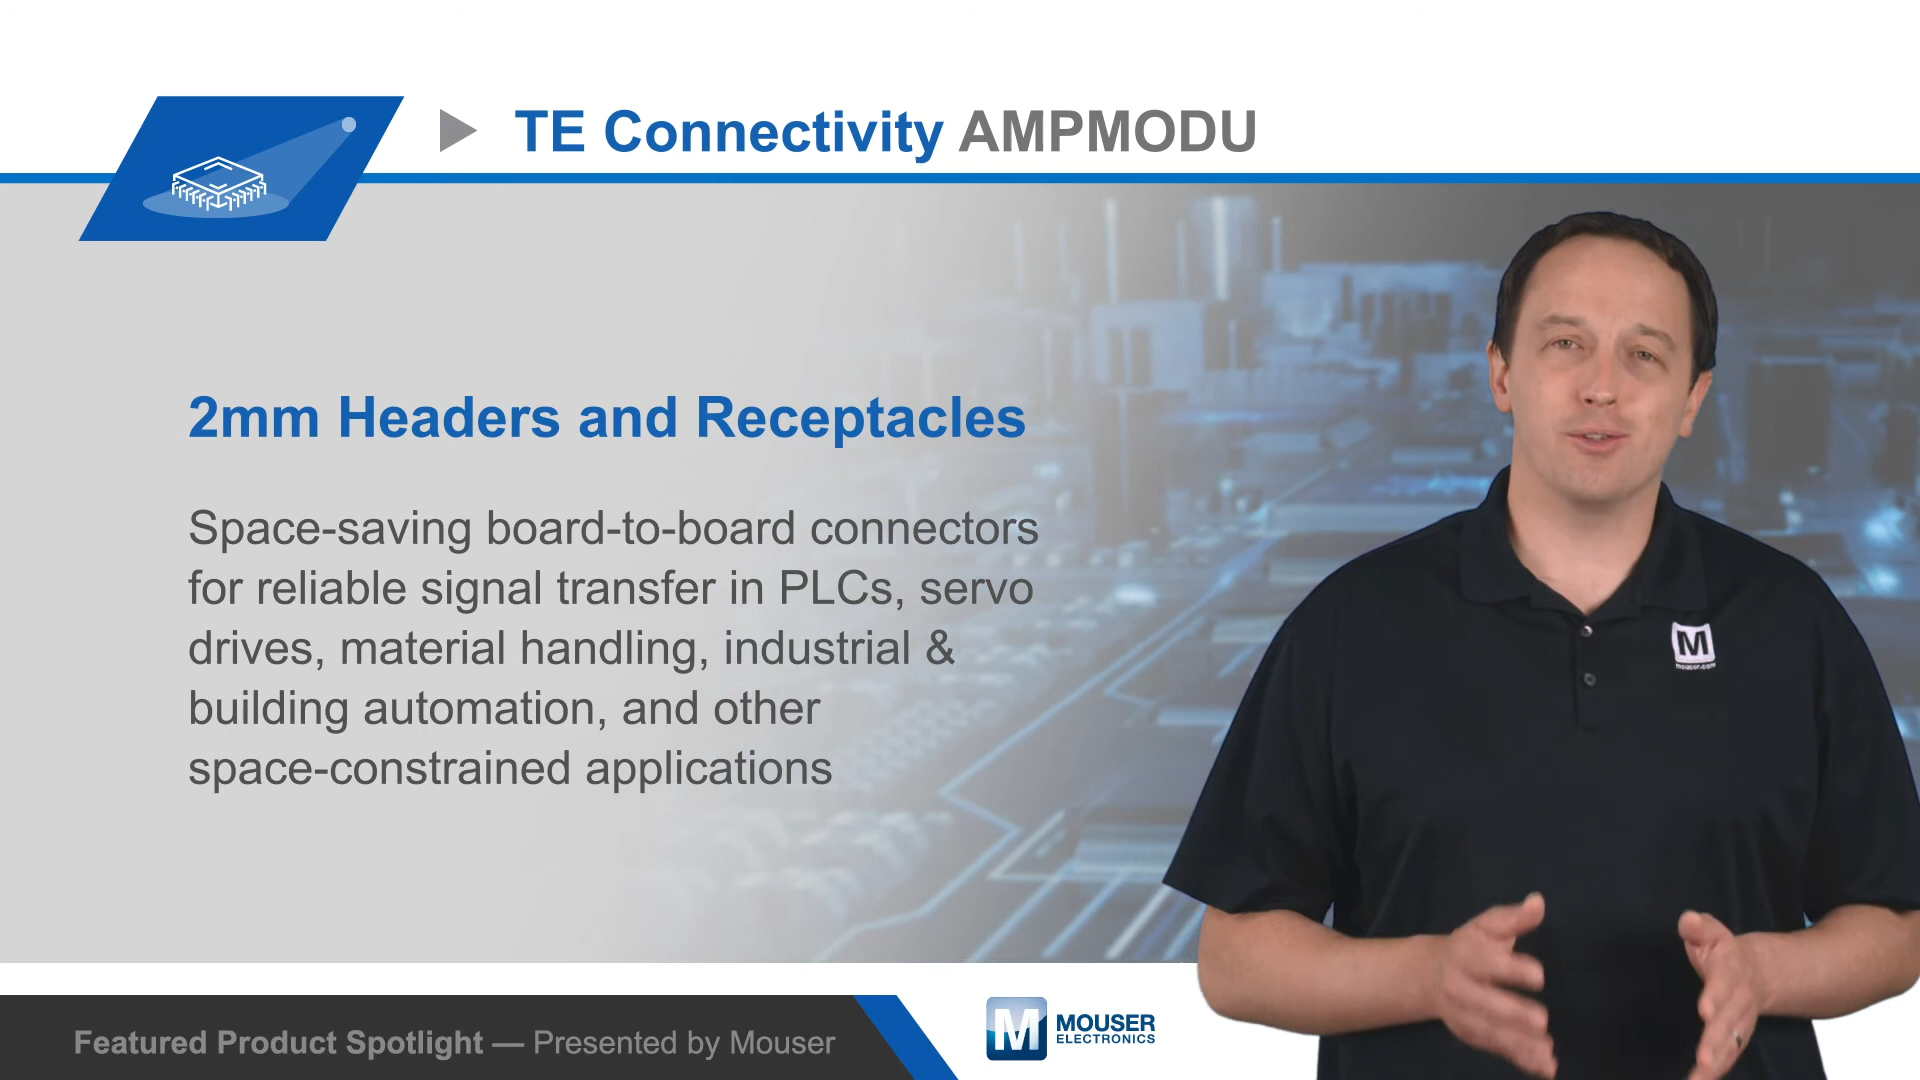 TE Connectivity AMPMODU
2mm Headers and Receptacles
Space-saving board-to-board connectors
for reliable signal transfer in PLCs, servo
drives, material handling, industrial &
building automation, and other
space-constrained applications
M
mouser.com
Featured Product Spotlight — Presented by Mouser
M
MOUSER
ELECTRONICS